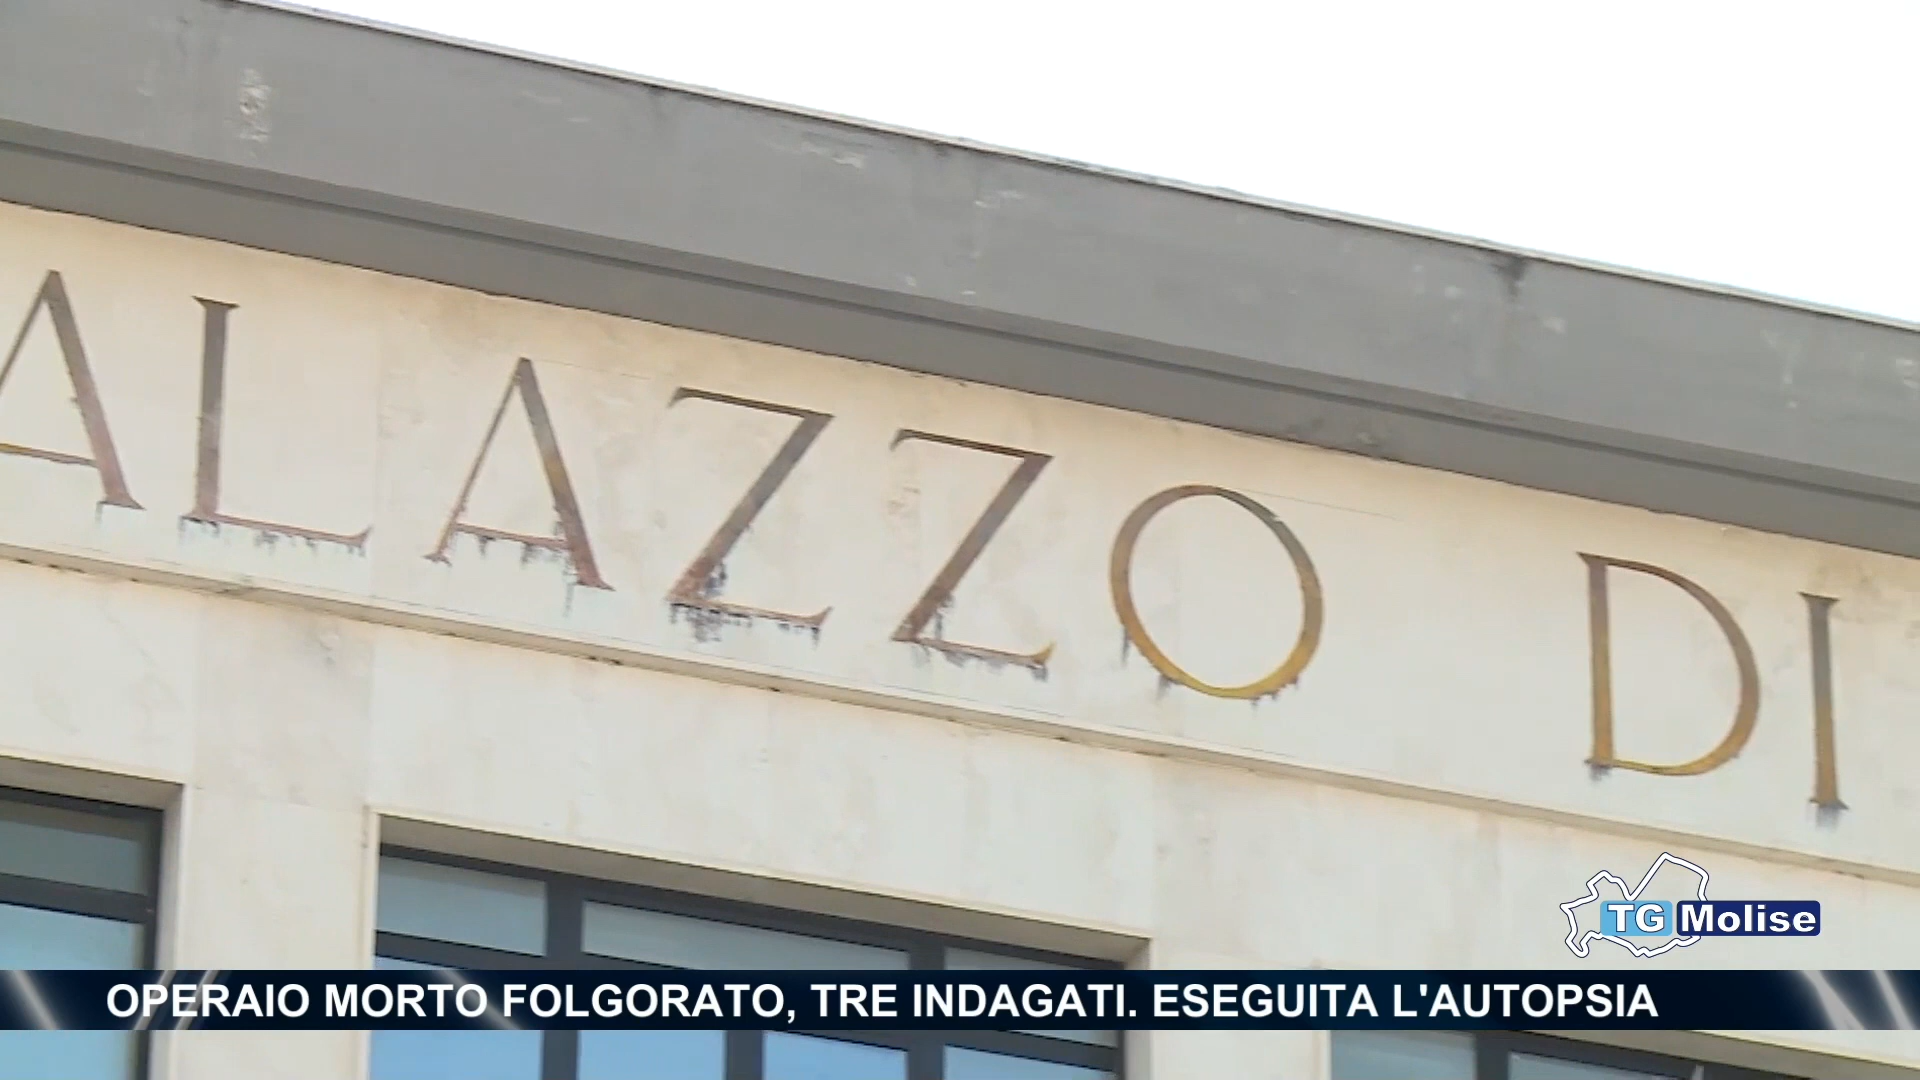 ALAZZO DI
TG Molise
OPERAIO MORTO FOLGORATO, TRE INDAGATI. ESEGUITA L'AUTOPSIA